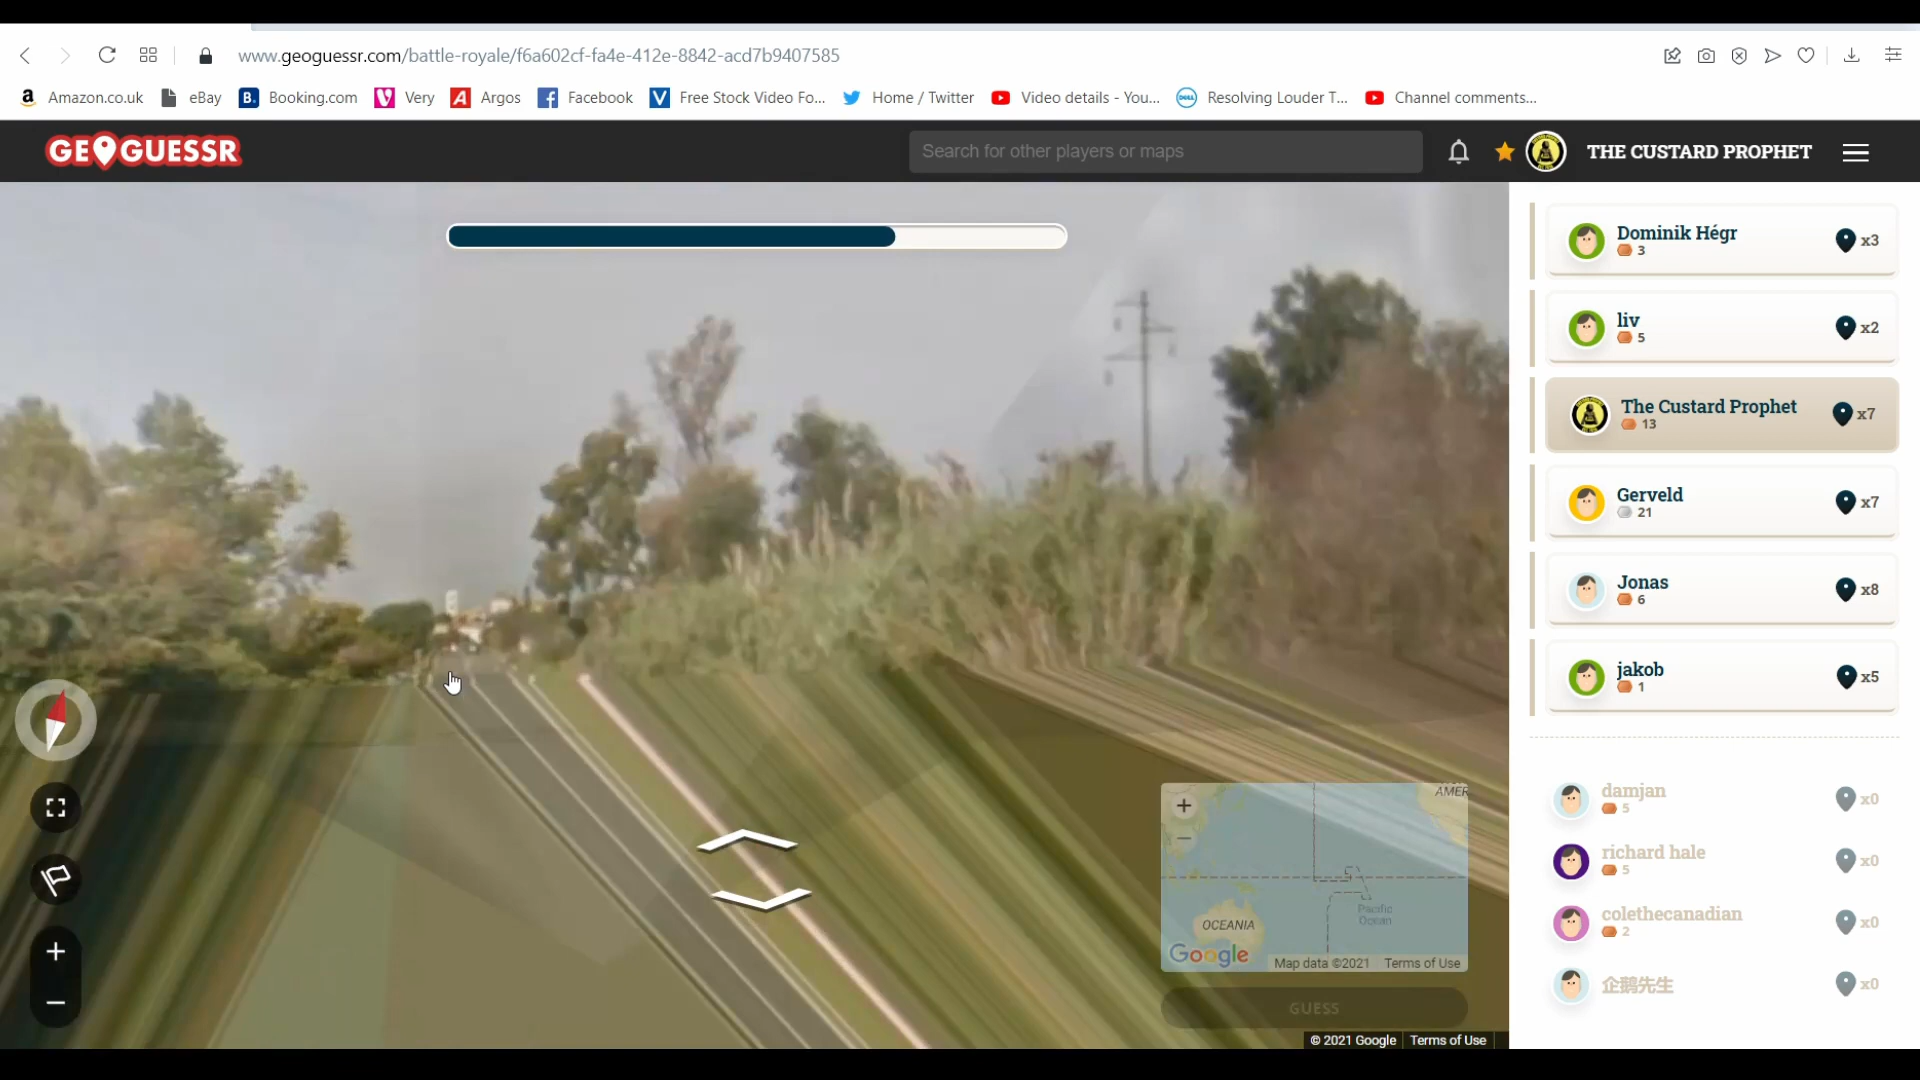 www.geoguessr.com/battle-royale/f6a602cf-fa4e-412e-8842-acd7b9407585
a Amazon.co.uk eBay B. Booking.com V Very A Argos f Facebook V Free Stock Video Fo... Home / Twitter Video details - You... DELL Resolving Louder T... Channel comments...
GEOGUESSR
Search for other players or maps
THE CUSTARD PROPHET
Dominik Hégr
3
x3
liv
5
x2
The Custard Prophet
13
x7
Gerveld
21
x7
Jonas
6
x8
jakob
1
x5
damjan
5
x0
richard hale
5
x0
colethecanadian
2
x0
企鹅先生
x0
+
−
+
−
AMER
OCEANIA
Pacific
Ocean
Google
Map data ©2021 Terms of Use
GUESS
© 2021 Google Terms of Use